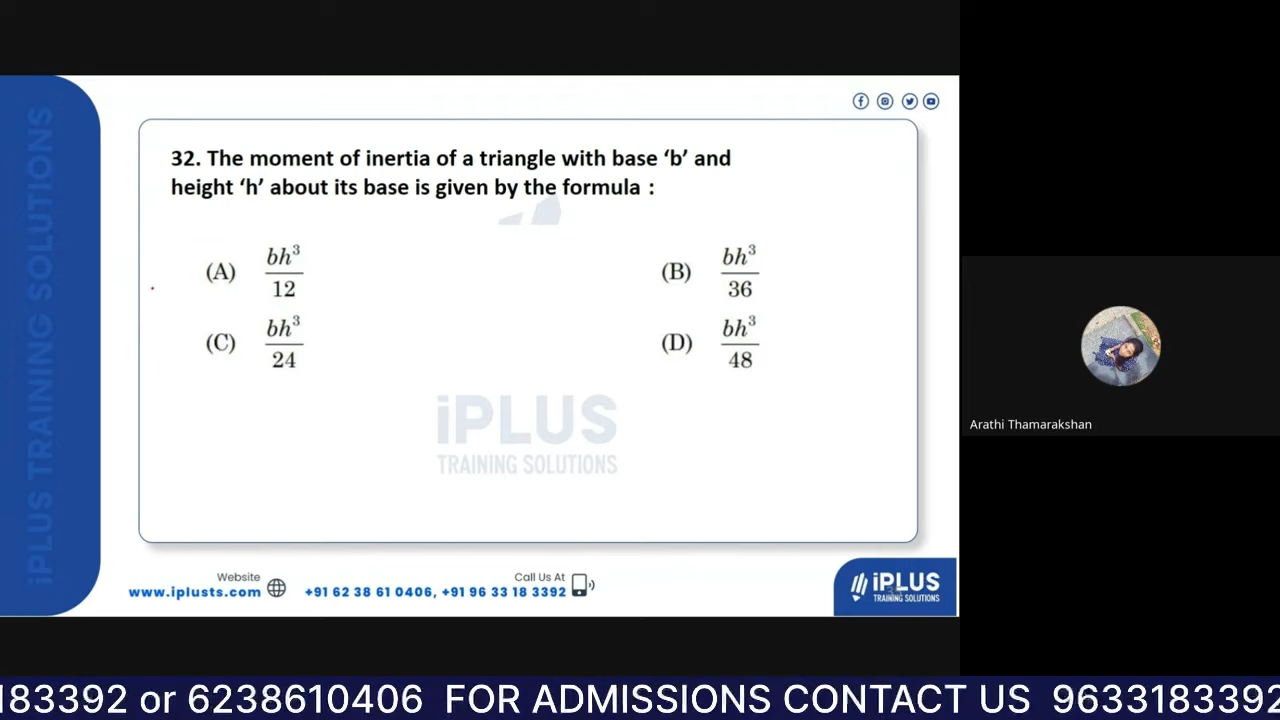 iPLUS TRAINING SOLUTIONS
32. The moment of inertia of a triangle with base ‘b’ and
height ‘h’ about its base is given by the formula :
(A) bh³/12
(B) bh³/36
(C) bh³/24
(D) bh³/48
iPLUS
TRAINING SOLUTIONS
Website
www.iplusts.com
Call Us At
+91 62 38 61 0406, +91 96 33 18 3392
iPLUS
TRAINING SOLUTIONS
Arathi Thamarakshan
183392 or 6238610406 FOR ADMISSIONS CONTACT US 9633183392